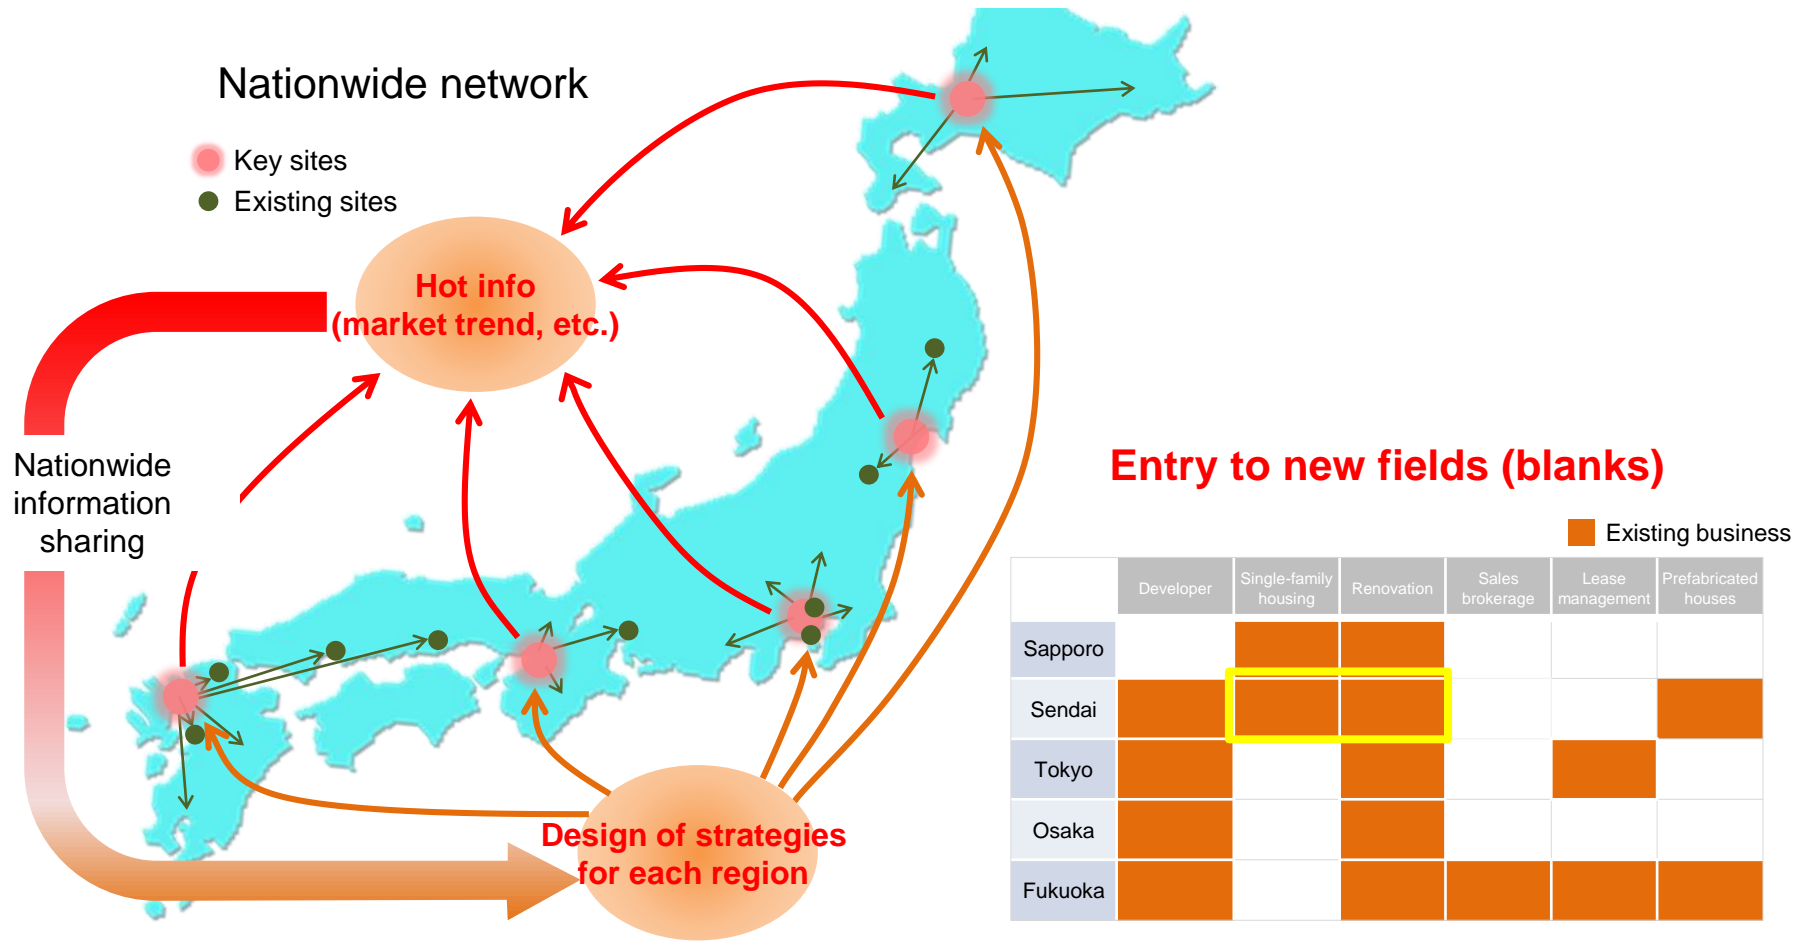 Nationwide network
Key sites
Existing sites
Hot info
(market trend, etc.)
Nationwide
information
sharing
Design of strategies
for each region
Entry to new fields (blanks)
Existing business
Developer
Single-family
housing
Renovation
Sales
brokerage
Lease
management
Prefabricated
houses
Sapporo
Sendai
Tokyo
Osaka
Fukuoka